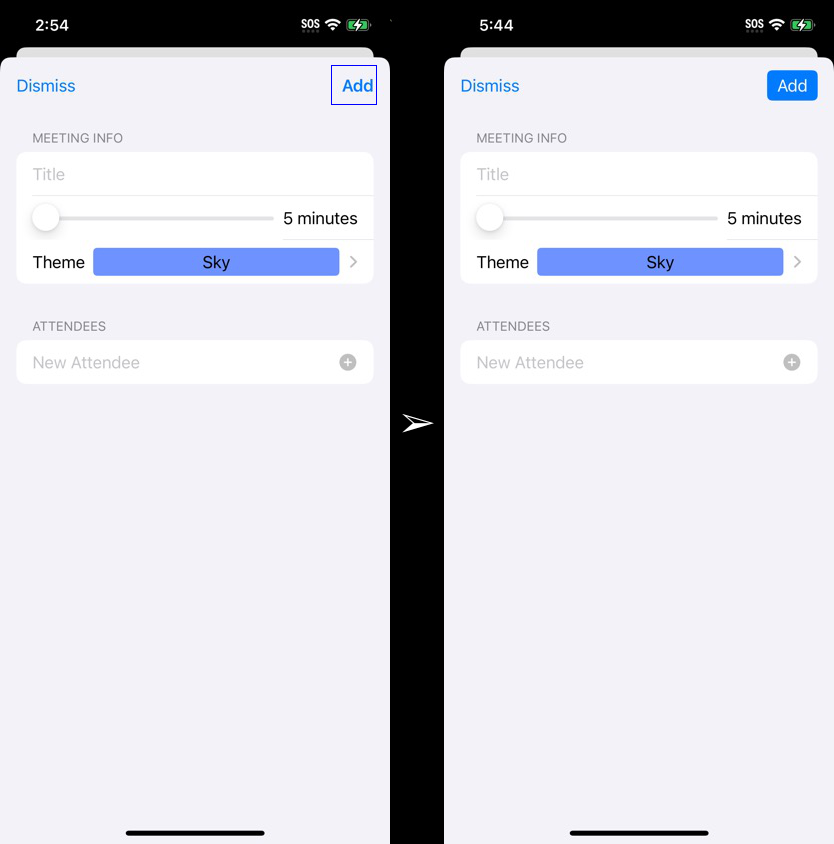 2:54 SOS
Dismiss Add
MEETING INFO
Title
5 minutes
Theme Sky
ATTENDEES
New Attendee
5:44 SOS
Dismiss Add
MEETING INFO
Title
5 minutes
Theme Sky
ATTENDEES
New Attendee